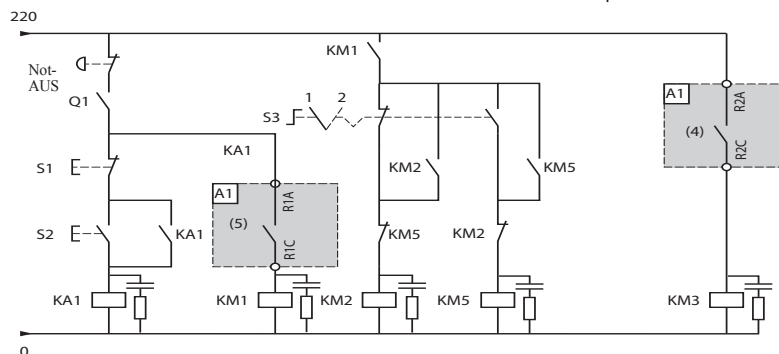 220
KM1
Not-
AUS
Q1
S3
1
2
A1
R2A
(4)
R2C
KA1
S1
KM2
KM5
A1
R1A
(5)
R1C
S2
KA1
KM5
KM2
KA1
KM1
KM2
KM5
KM3
0